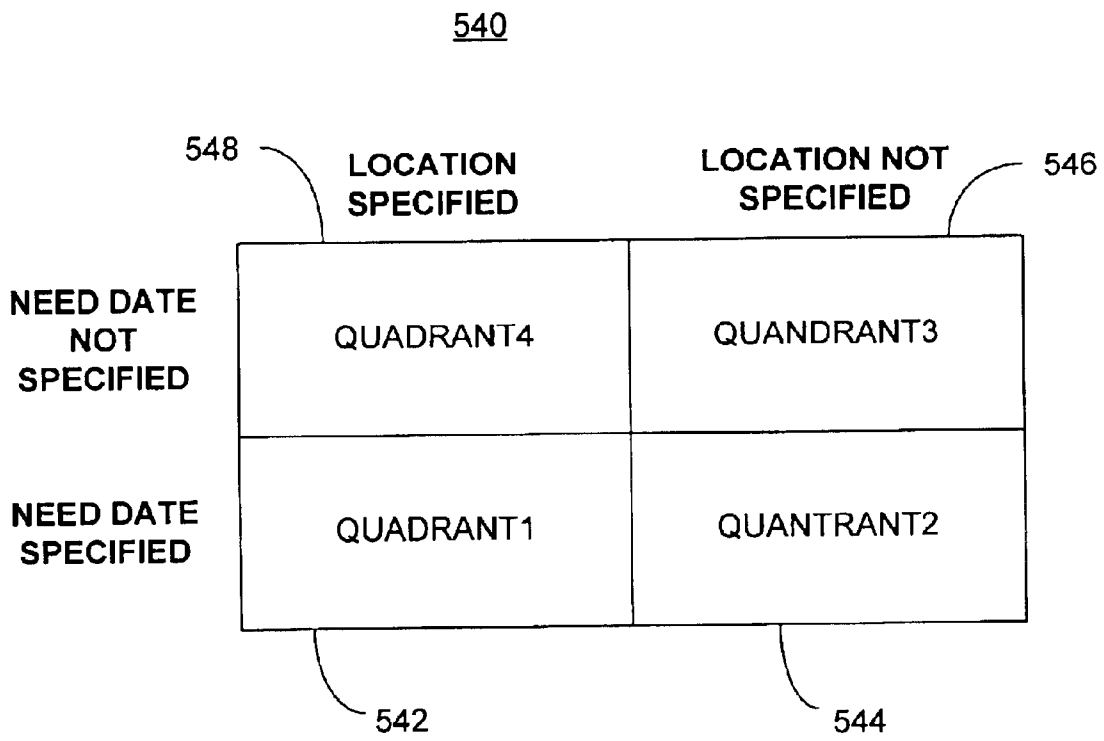 540
548
LOCATION
SPECIFIED
LOCATION NOT
SPECIFIED
546
NEED DATE
NOT
SPECIFIED
QUADRANT4
QUANDRANT3
NEED DATE
SPECIFIED
QUADRANT1
QUANTRANT2
542
544